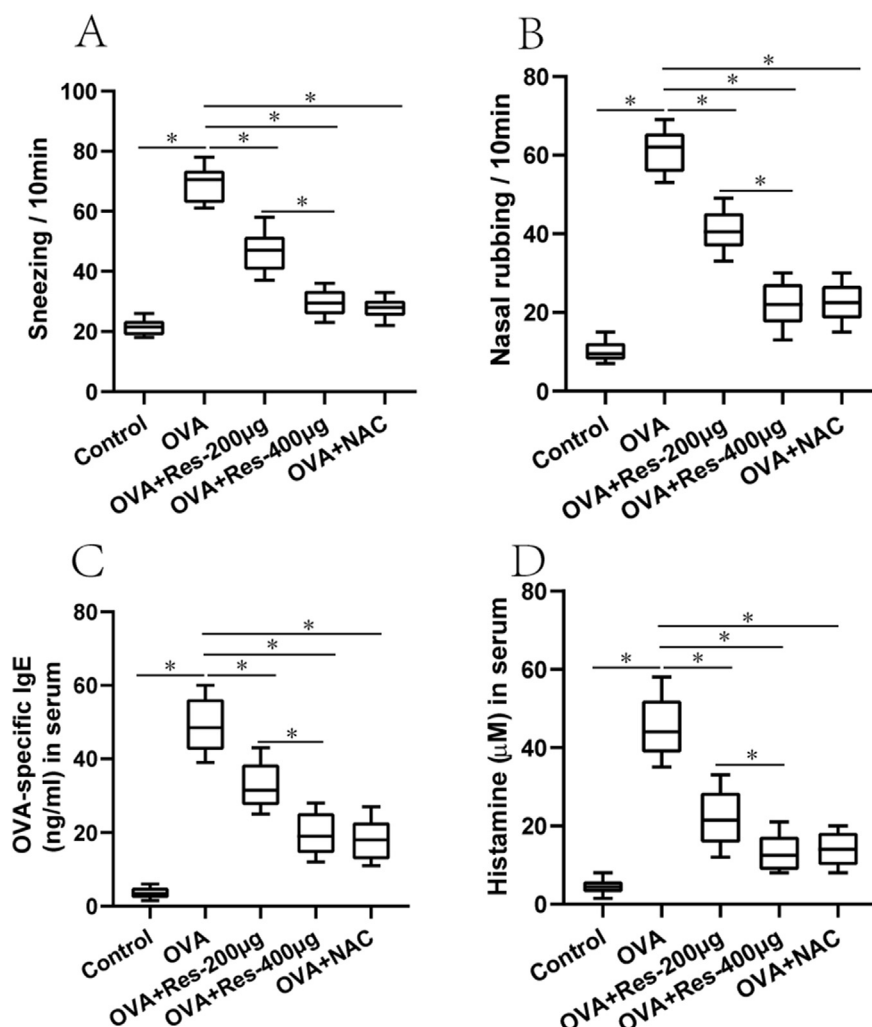 A
Sneezing / 10min
100
80
60
40
20
0
*
*
*
*
*
Control
OVA
OVA+Res-200μg
OVA+Res-400μg
OVA+NAC
B
Nasal rubbing / 10min
80
60
40
20
0
*
*
*
*
*
Control
OVA
OVA+Res-200μg
OVA+Res-400μg
OVA+NAC
C
OVA-specific IgE
(ng/ml) in serum
80
60
40
20
0
*
*
*
*
*
Control
OVA
OVA+Res-200μg
OVA+Res-400μg
OVA+NAC
D
Histamine (μM) in serum
80
60
40
20
0
*
*
*
*
*
Control
OVA
OVA+Res-200μg
OVA+Res-400μg
OVA+NAC